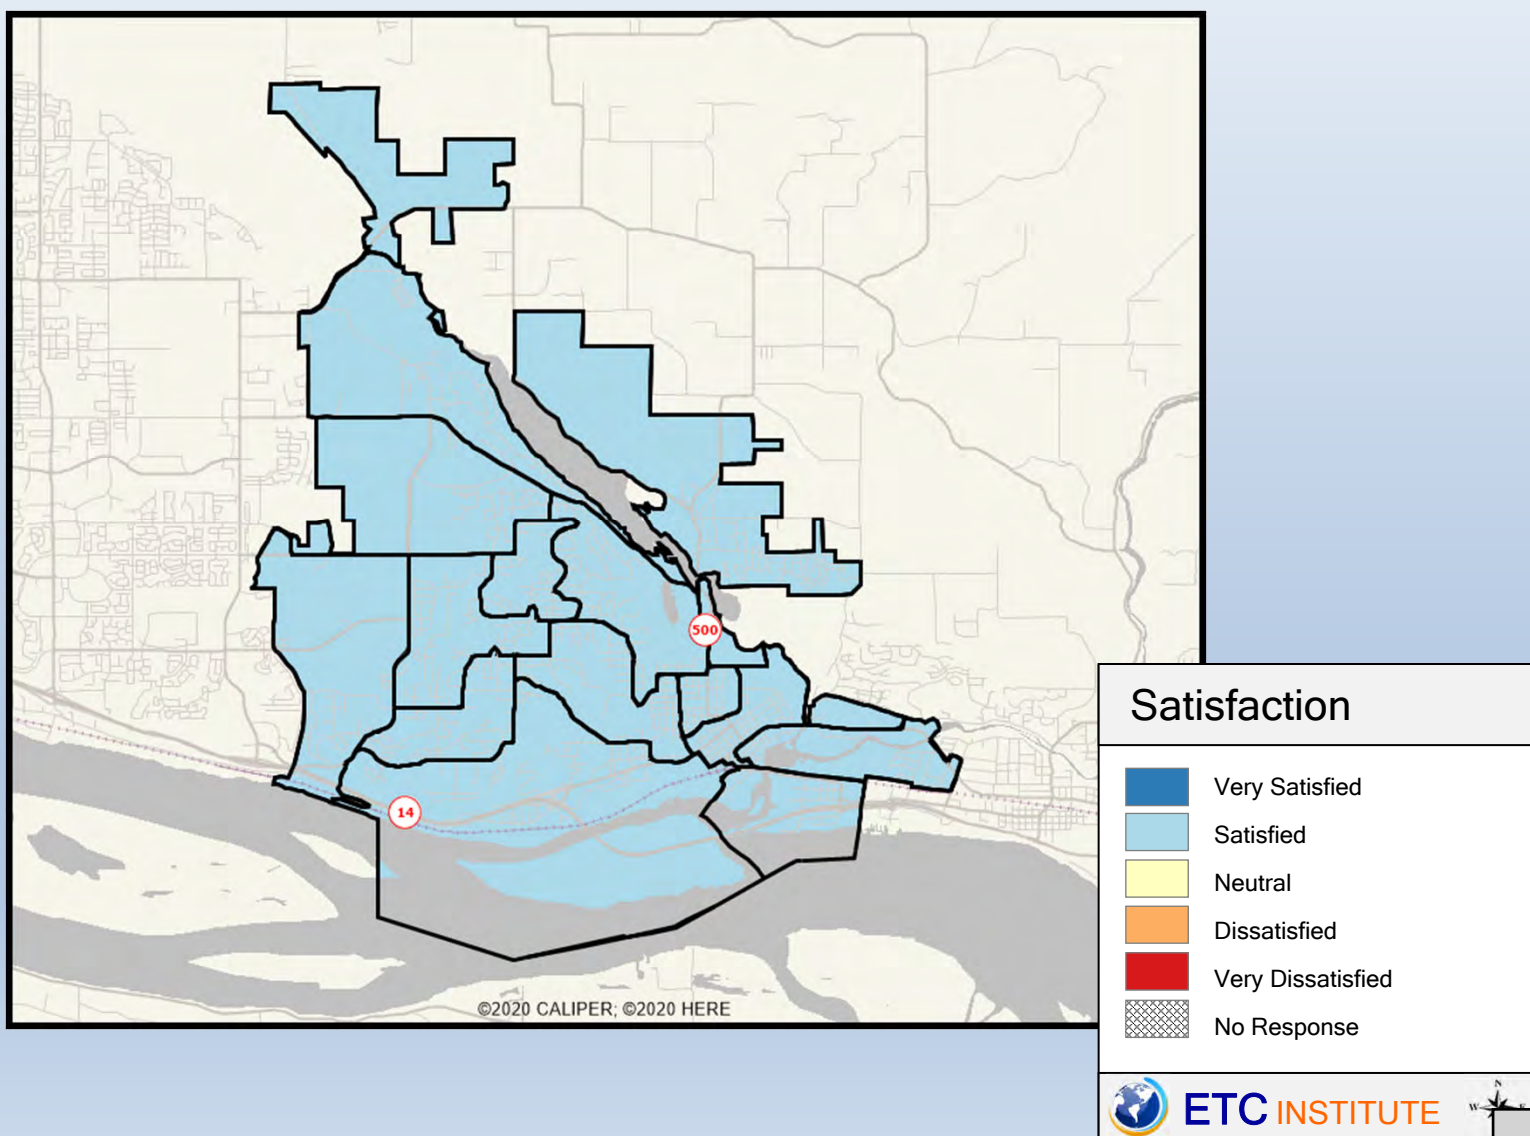 500
14
©2020 CALIPER; ©2020 HERE
Satisfaction
Very Satisfied
Satisfied
Neutral
Dissatisfied
Very Dissatisfied
No Response
ETC INSTITUTE
N
W E